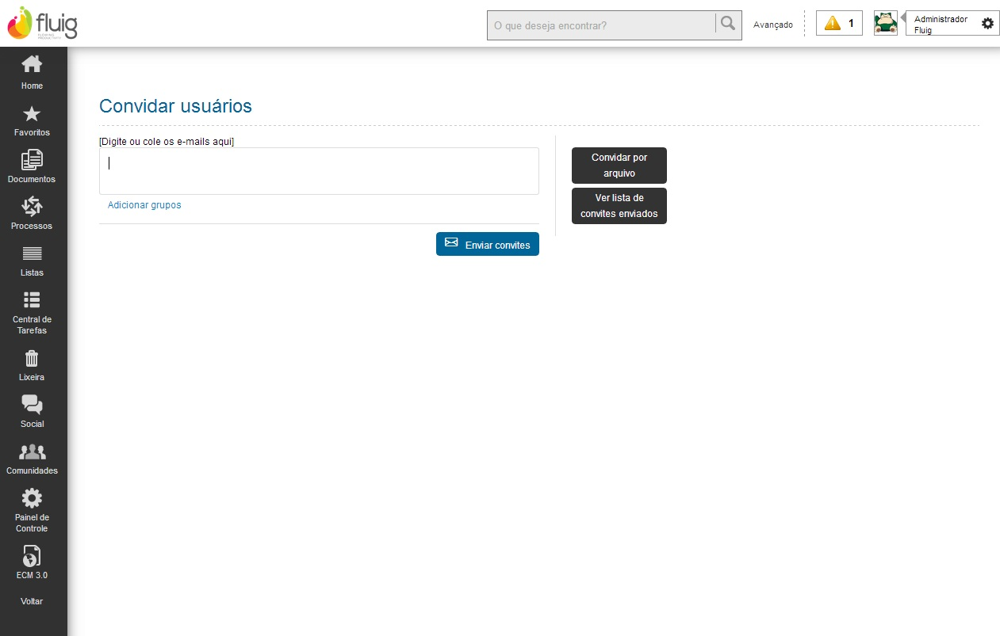 fluig
O que deseja encontrar?
Avançado
1
Administrador
Fluig
Home
Favoritos
Documentos
Processos
Listas
Central de
Tarefas
Lixeira
Social
Comunidades
Painel de
Controle
ECM 3.0
Voltar
Convidar usuários
[Digite ou cole os e-mails aqui]
Adicionar grupos
Enviar convites
Convidar por
arquivo
Ver lista de
convites enviados